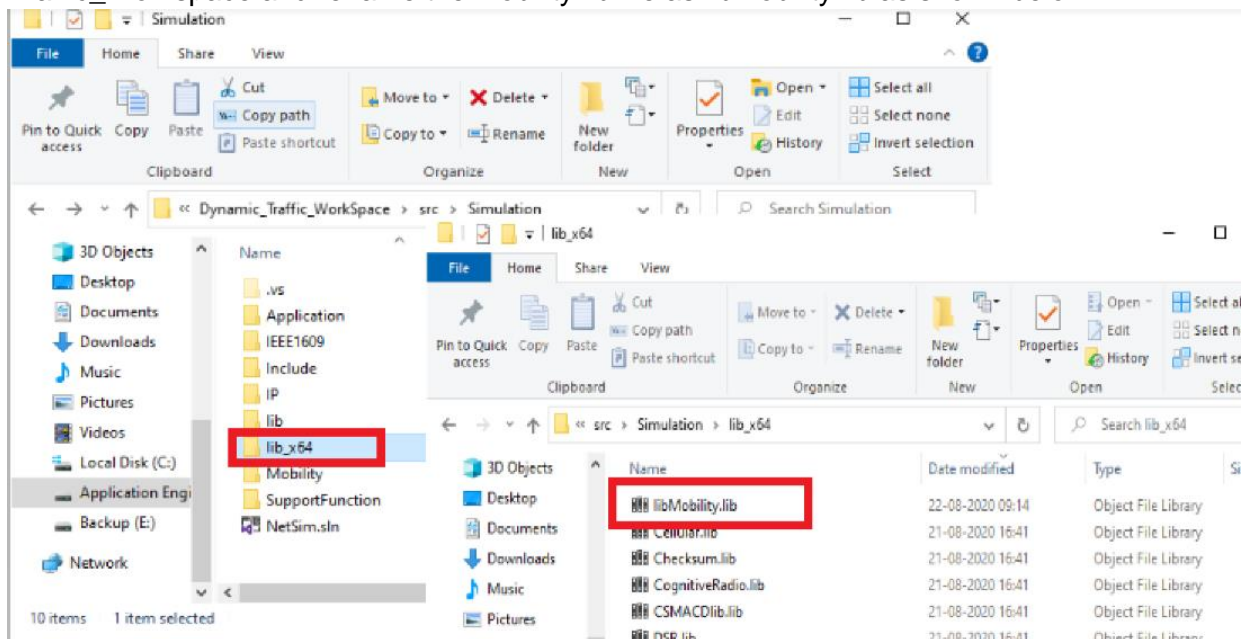 Simulation
File Home Share View
Pin to Quick access
Copy
Paste
Cut
Copy path
Paste shortcut
Clipboard
Move to
Copy to
Delete
Rename
Organize
New folder
New
Properties
Open
Edit
History
Open
Select all
Select none
Invert selection
Select
« Dynamic_Traffic_WorkSpace > src > Simulation
Search Simulation
3D Objects
Desktop
Documents
Downloads
Music
Pictures
Videos
Local Disk (C:)
Application Engi
Backup (E:)
Network
Name
.vs
Application
IEEE1609
Include
IP
lib
lib_x64
Mobility
SupportFunction
NetSim.sln
10 items 1 item selected
lib_x64
File Home Share View
Pin to Quick access
Copy
Paste
Cut
Copy path
Paste shortcut
Clipboard
Move to
Copy to
Delete
Rename
Organize
New folder
New
Properties
Open
Edit
History
Open
Select al
Select n
Invert se
Selec
« src > Simulation > lib_x64
Search lib_x64
3D Objects
Desktop
Documents
Downloads
Music
Pictures
Name Date modified Type Si
libMobility.lib 22-08-2020 09:14 Object File Library
Cellular.lib 21-08-2020 16:41 Object File Library
Checksum.lib 21-08-2020 16:41 Object File Library
CognitiveRadio.lib 21-08-2020 16:41 Object File Library
CSMACDlib.lib 21-08-2020 16:41 Object File Library
DSR.lib 21-08-2020 16:41 Object File Library